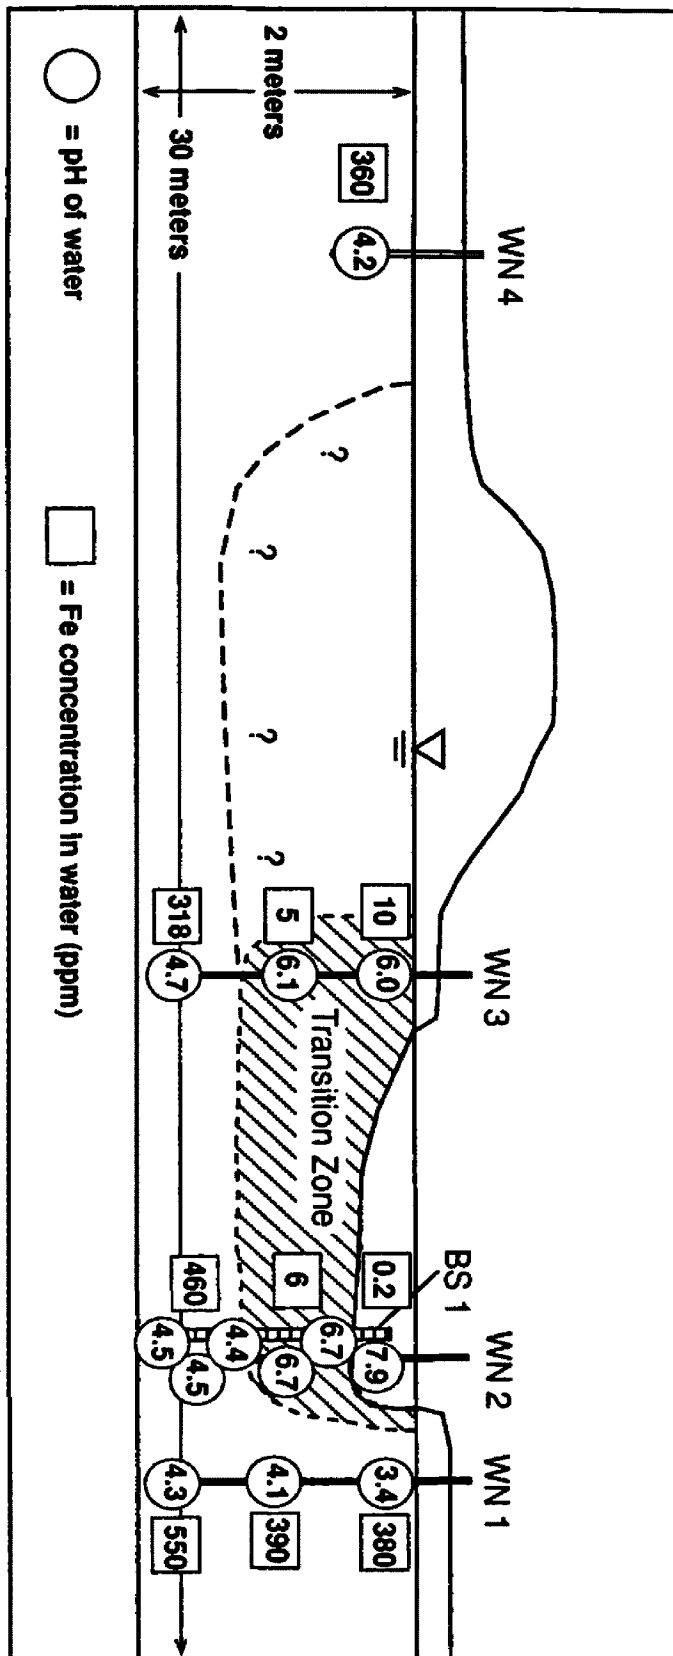 WN 4
WN 3
WN 2
WN 1
BS 1
360
4.2
10
6.0
0.2
7.9
3.4
380
?
Transition Zone
6.7
2 meters
?
?
?
5
6.1
6
6.7
4.1
390
4.4
30 meters
318
4.7
460
4.5
4.5
4.3
550
= pH of water
= Fe concentration in water (ppm)